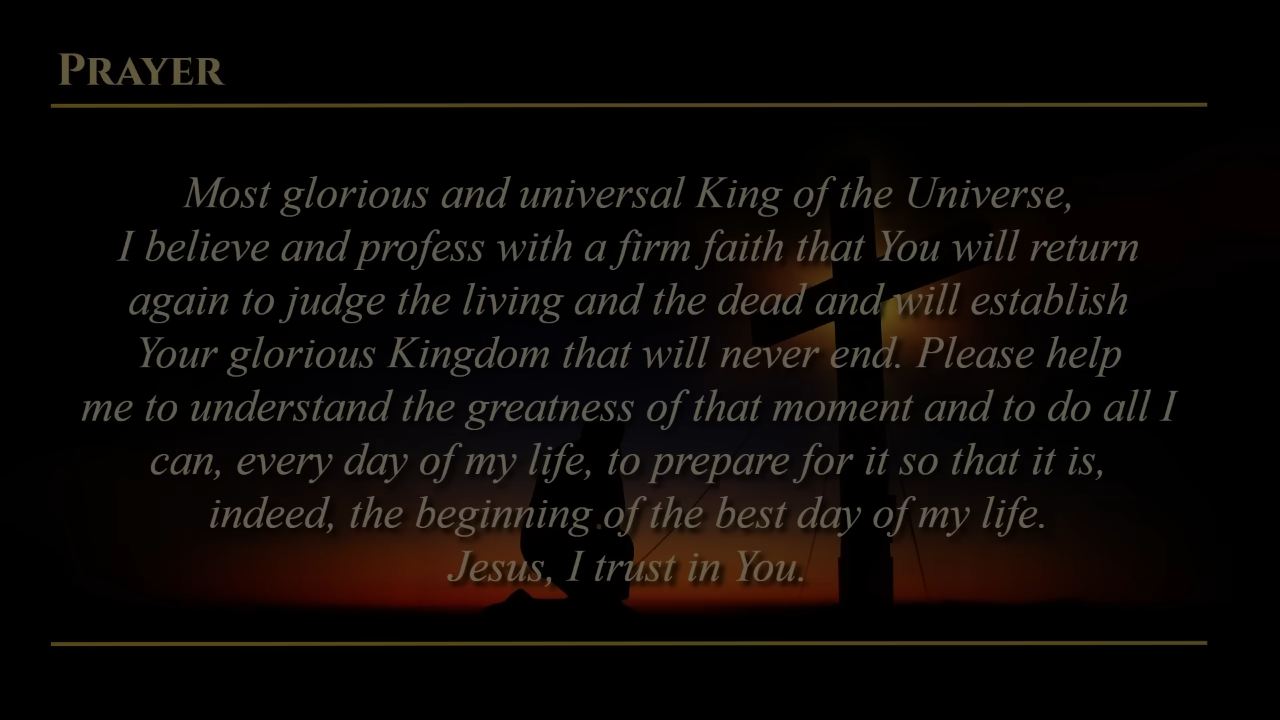 PRAYER
Most glorious and universal King of the Universe,
I believe and profess with a firm faith that You will return
again to judge the living and the dead and will establish
Your glorious Kingdom that will never end. Please help
me to understand the greatness of that moment and to do all I
can, every day of my life, to prepare for it so that it is,
indeed, the beginning of the best day of my life.
Jesus, I trust in You.